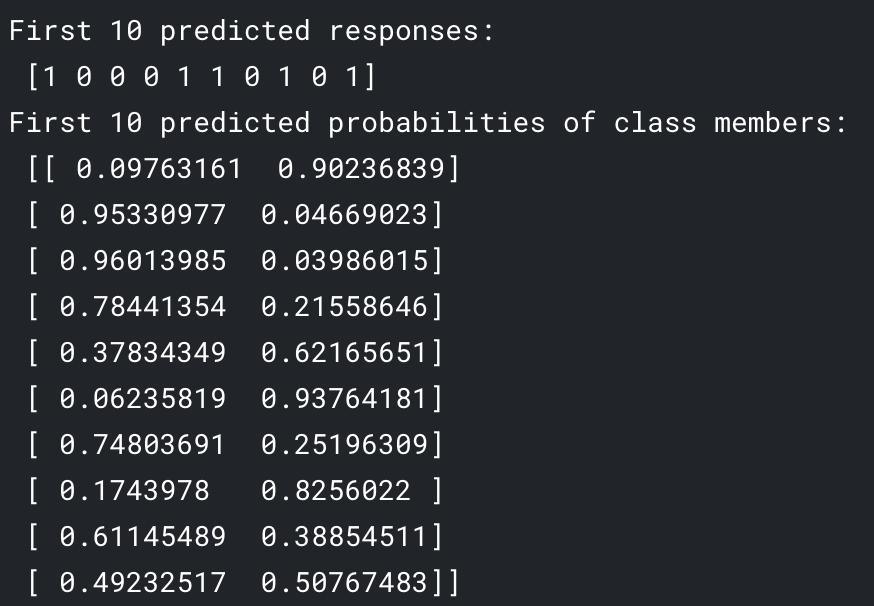 First 10 predicted responses:
[1 0 0 0 1 1 0 1 0 1]
First 10 predicted probabilities of class members:
[[ 0.09763161  0.90236839]
[ 0.95330977  0.04669023]
[ 0.96013985  0.03986015]
[ 0.78441354  0.21558646]
[ 0.37834349  0.62165651]
[ 0.06235819  0.93764181]
[ 0.74803691  0.25196309]
[ 0.1743978   0.8256022 ]
[ 0.61145489  0.38854511]
[ 0.49232517  0.50767483]]